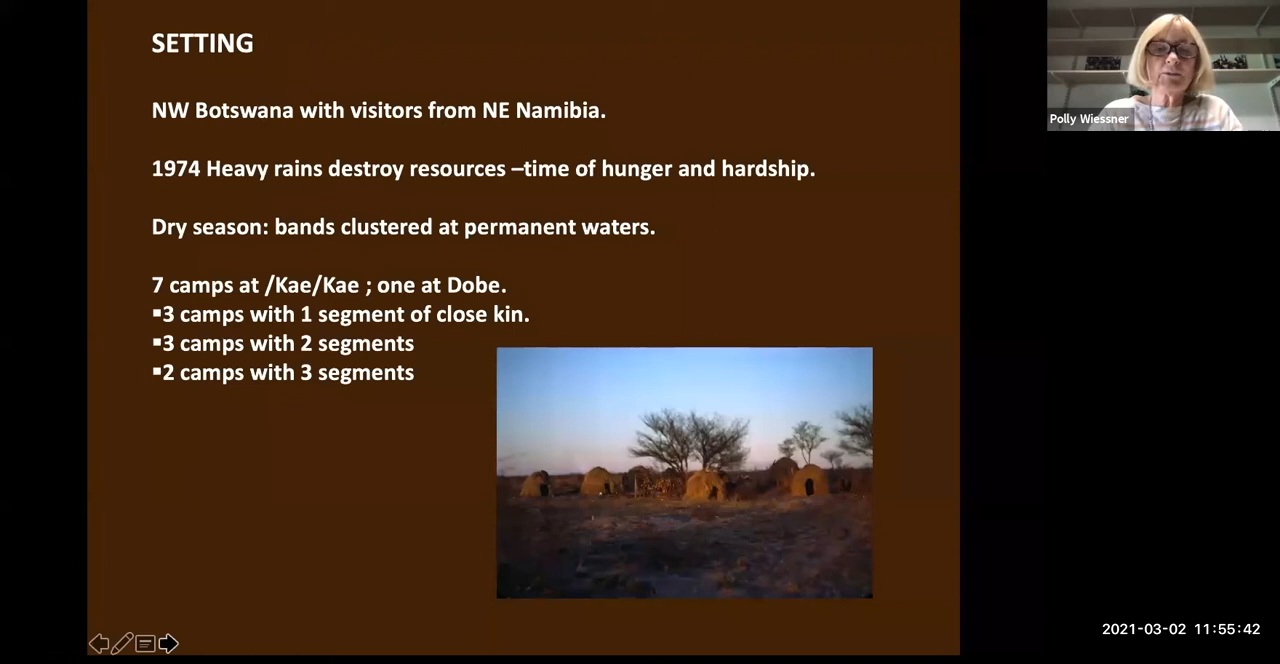 SETTING
NW Botswana with visitors from NE Namibia.
1974 Heavy rains destroy resources –time of hunger and hardship.
Dry season: bands clustered at permanent waters.
7 camps at /Kae/Kae ; one at Dobe.
▪3 camps with 1 segment of close kin.
▪3 camps with 2 segments
▪2 camps with 3 segments
Polly Wiessner
2021-03-02 11:55:42